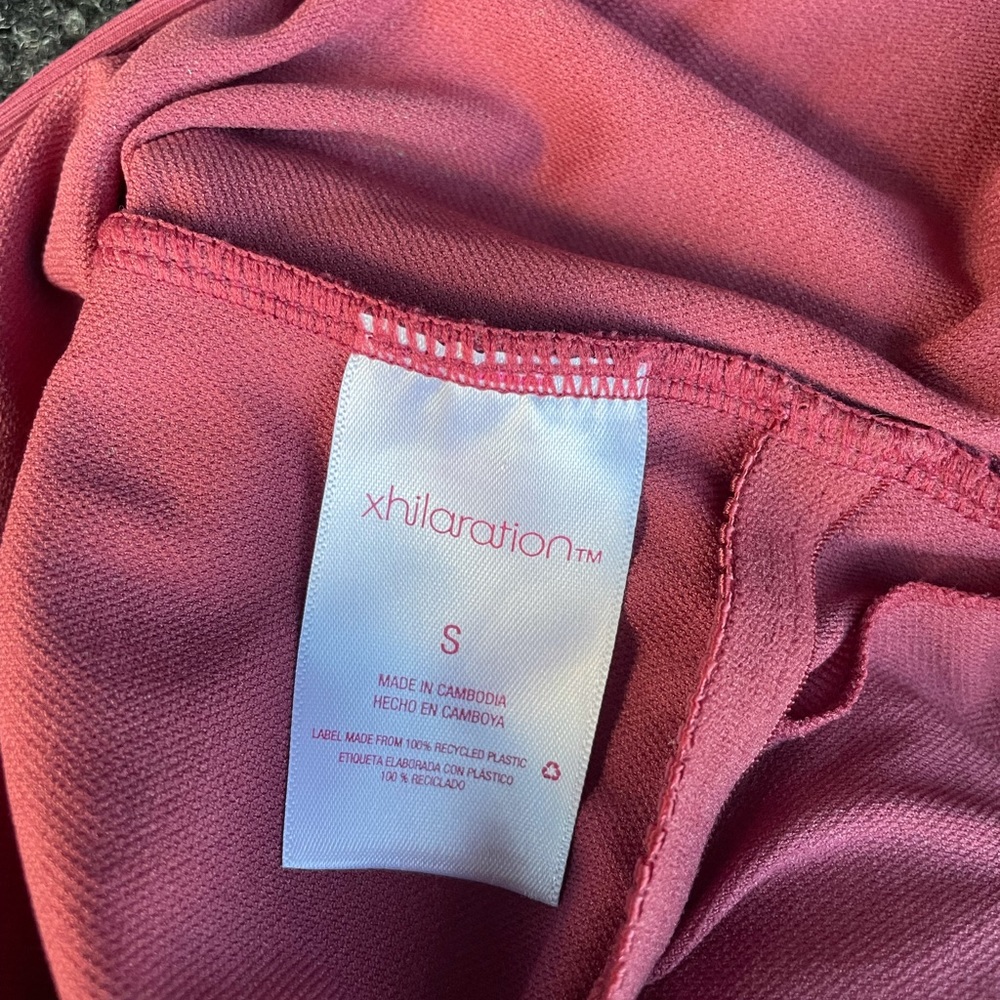 xhilaration™
S
MADE IN CAMBODIA
HECHO EN CAMBOYA
LABEL MADE FROM 100% RECYCLED PLASTIC
ETIQUETA ELABORADA CON PLÁSTICO
100 % RECICLADO